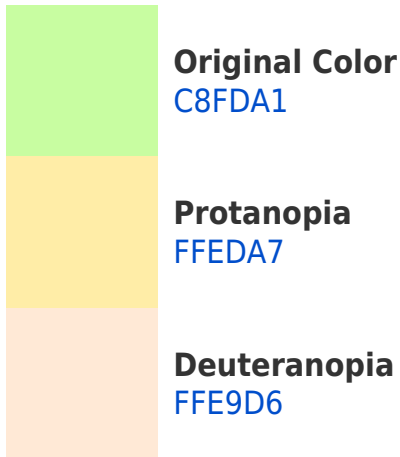 Original Color
C8FDA1
Protanopia
FFEDA7
Deuteranopia
FFE9D6